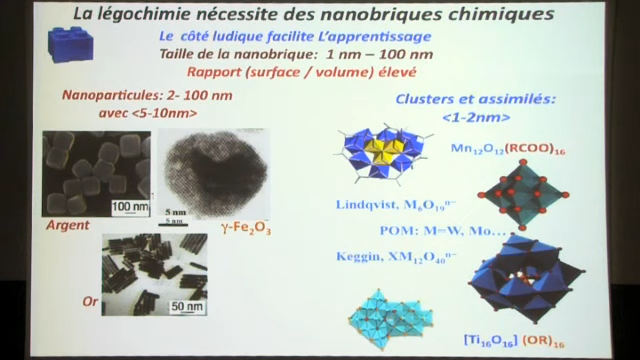 La légochimie nécessite des nanobriques chimiques
Le côté ludique facilite L'apprentissage
Taille de la nanobrique: 1 nm – 100 nm
Rapport (surface / volume) élevé
Nanoparticules: 2- 100 nm
avec <5-10nm>
100 nm
5 nm
5 nm
Argent
γ-Fe₂O₃
Or
50 nm
Clusters et assimilés:
<1-2nm>
Mn₁₂O₁₂(RCOO)₁₆
Lindqvist, M₆O₁₉ⁿ⁻
POM: M=W, Mo…
Keggin, XM₁₂O₄₀ⁿ⁻
[Ti₁₆O₁₆] (OR)₁₆